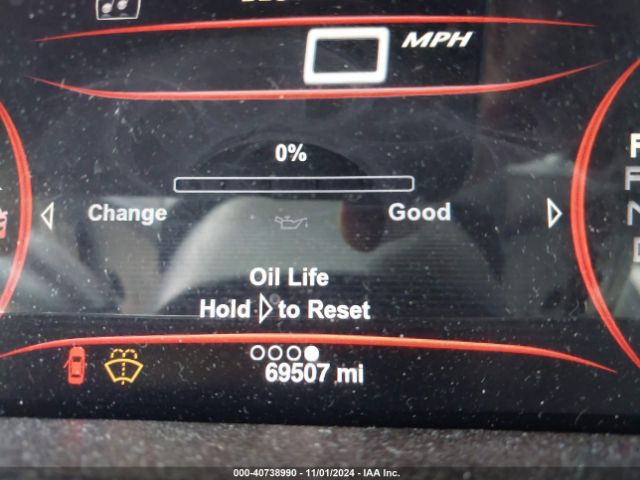 MPH
0%
Change Good
Oil Life
Hold ▷ to Reset
69507 mi
000-40738990 - 11/01/2024 - IAA Inc.